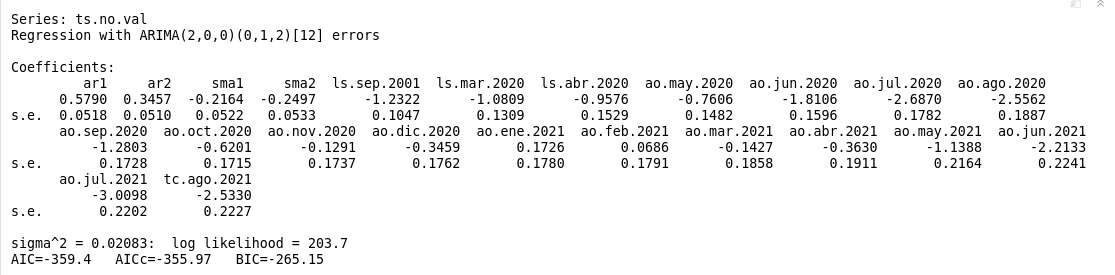 Series: ts.no.val
Regression with ARIMA(2,0,0)(0,1,2)[12] errors
Coefficients:
ar1 ar2 sma1 sma2 ls.sep.2001 ls.mar.2020 ls.abr.2020 ao.may.2020 ao.jun.2020 ao.jul.2020 ao.ago.2020
0.5790 0.3457 -0.2164 -0.2497 -1.2322 -1.0809 -0.9576 -0.7606 -1.8106 -2.6870 -2.5562
s.e. 0.0518 0.0510 0.0522 0.0533 0.1047 0.1309 0.1529 0.1482 0.1596 0.1782 0.1887
ao.sep.2020 ao.oct.2020 ao.nov.2020 ao.dic.2020 ao.ene.2021 ao.feb.2021 ao.mar.2021 ao.abr.2021 ao.may.2021 ao.jun.2021
-1.2803 -0.6201 -0.1291 -0.3459 0.1726 0.0686 -0.1427 -0.3630 -1.1388 -2.2133
s.e. 0.1728 0.1715 0.1737 0.1762 0.1780 0.1791 0.1858 0.1911 0.2164 0.2241
ao.jul.2021 tc.ago.2021
-3.0098 -2.5330
s.e. 0.2202 0.2227
sigma^2 = 0.02083: log likelihood = 203.7
AIC=-359.4 AICc=-355.97 BIC=-265.15